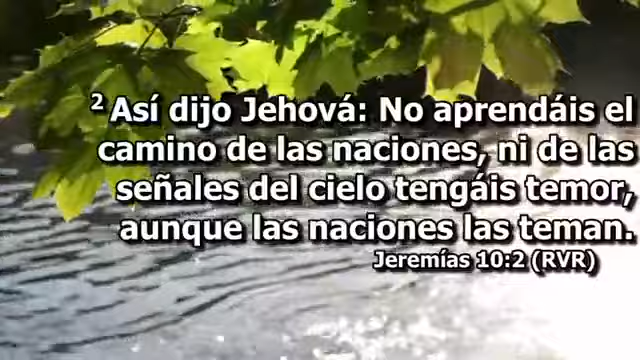 2 Así dijo Jehová: No aprendáis el
camino de las naciones, ni de las
señales del cielo tengáis temor,
aunque las naciones las teman.
Jeremías 10:2 (RVR)